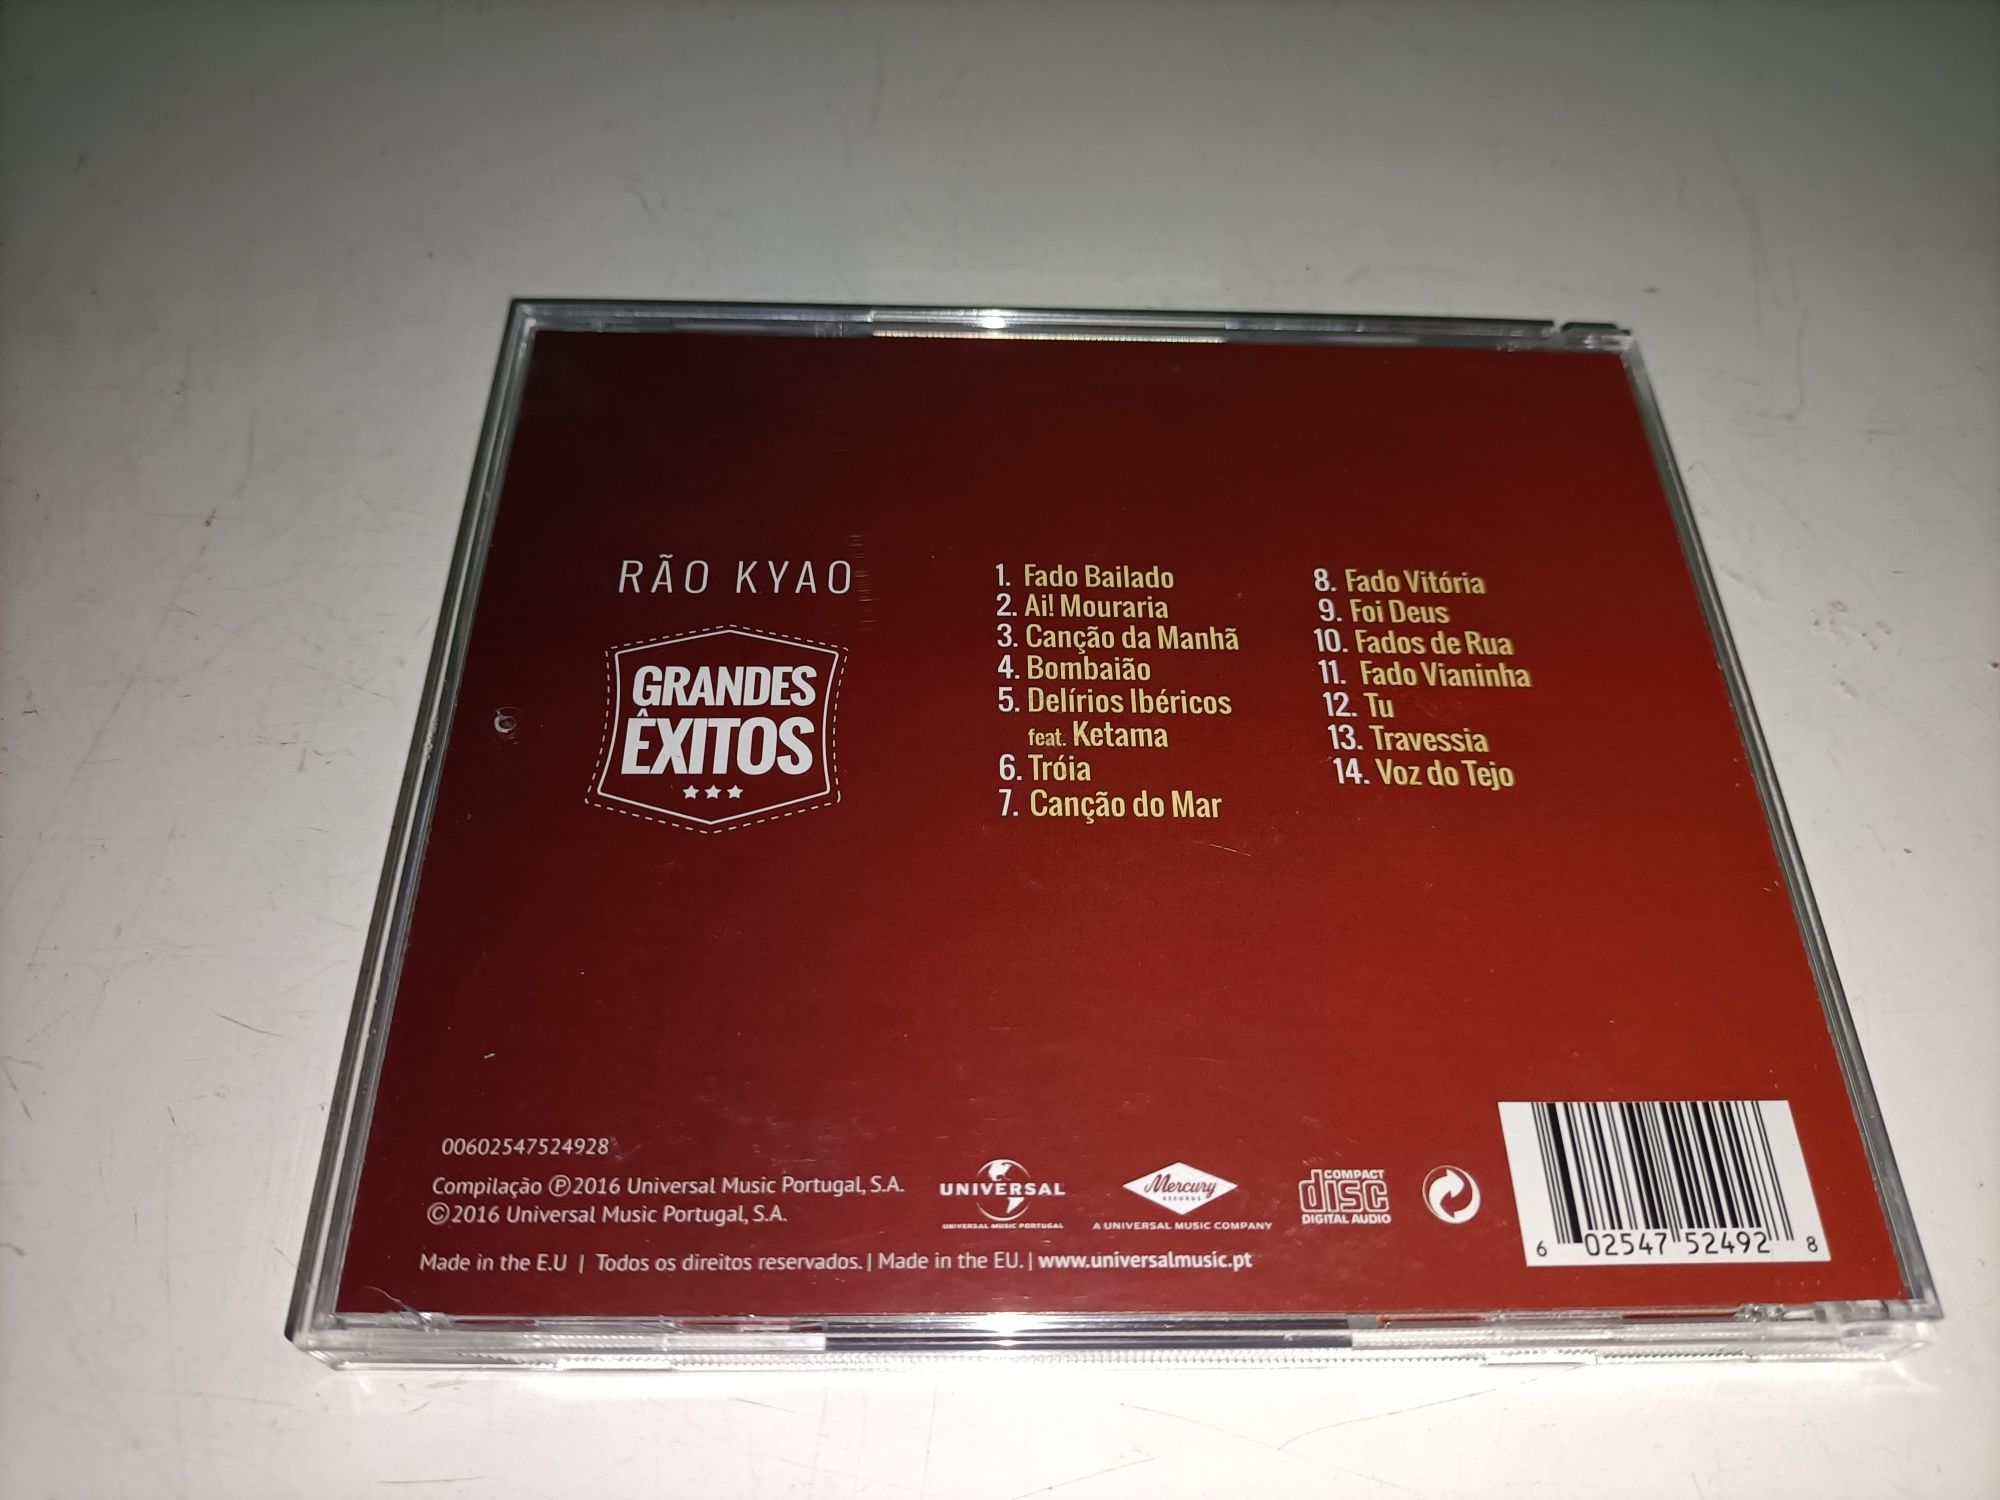 RÃO KYAO
GRANDES
ÊXITOS
1. Fado Bailado
2. Ai! Mouraria
3. Canção da Manhã
4. Bombaião
5. Delírios Ibéricos
feat. Ketama
6. Tróia
7. Canção do Mar
8. Fado Vitória
9. Foi Deus
10. Fados de Rua
11. Fado Vianinha
12. Tu
13. Travessia
14. Voz do Tejo
00602547524928
Compilação ℗2016 Universal Music Portugal, S.A.
©2016 Universal Music Portugal, S.A.
Made in the E.U | Todos os direitos reservados. | Made in the EU. | www.universalmusic.pt
UNIVERSAL
UNIVERSAL MUSIC PORTUGAL
Mercury
RECORDS
A UNIVERSAL MUSIC COMPANY
COMPACT
disc
DIGITAL AUDIO
6 02547 52492 8